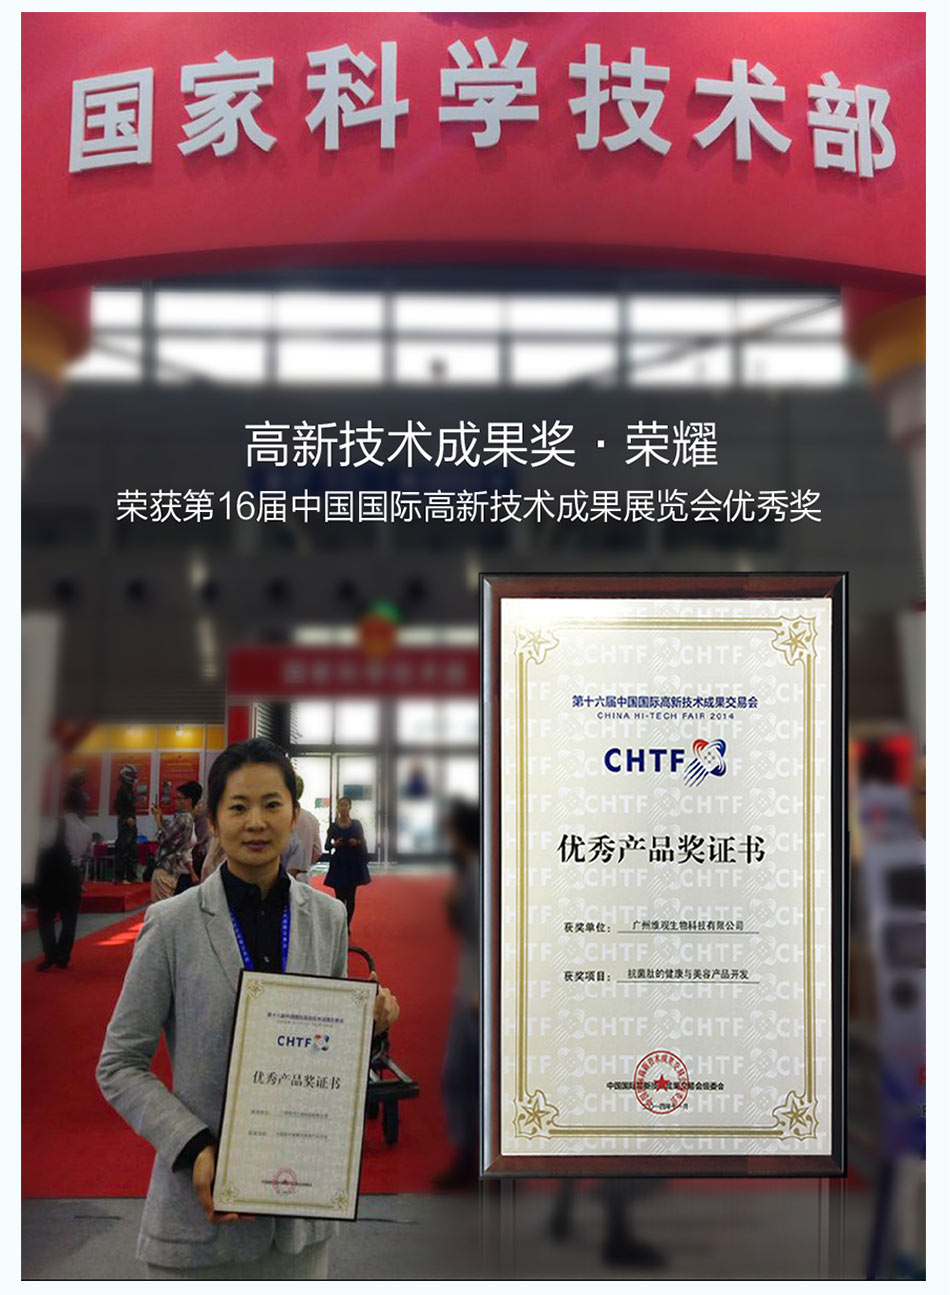 国家科学技术部
高新技术成果奖·荣耀
荣获第16届中国国际高新技术成果展览会优秀奖
第十六届中国国际高新技术成果交易会
CHINA HI-TECH FAIR 2014
CHTF
优秀产品奖证书
获奖单位： 广州维观生物科技有限公司
获奖项目： 抗菌肽的健康与美容产品开发
中国国际高新技术成果交易会组委会
CHTF
优秀产品奖证书